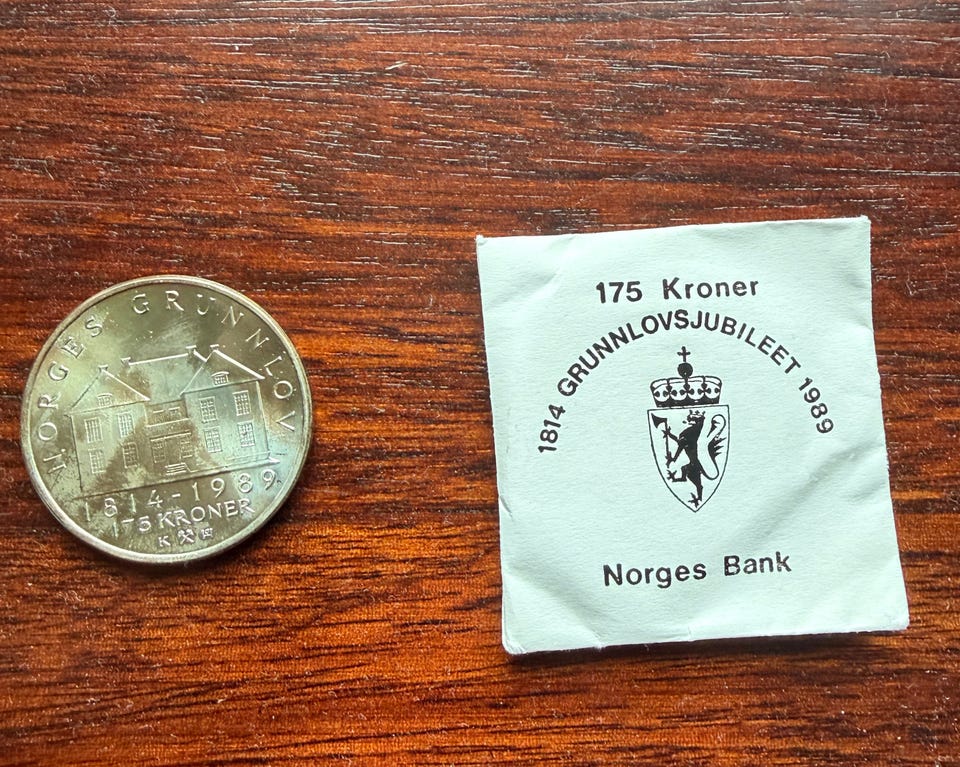 NORGES GRUNNLOV
1814-1989
175 KRONER
K
175 Kroner
1814 GRUNNLOVSJUBILEET 1989
Norges Bank